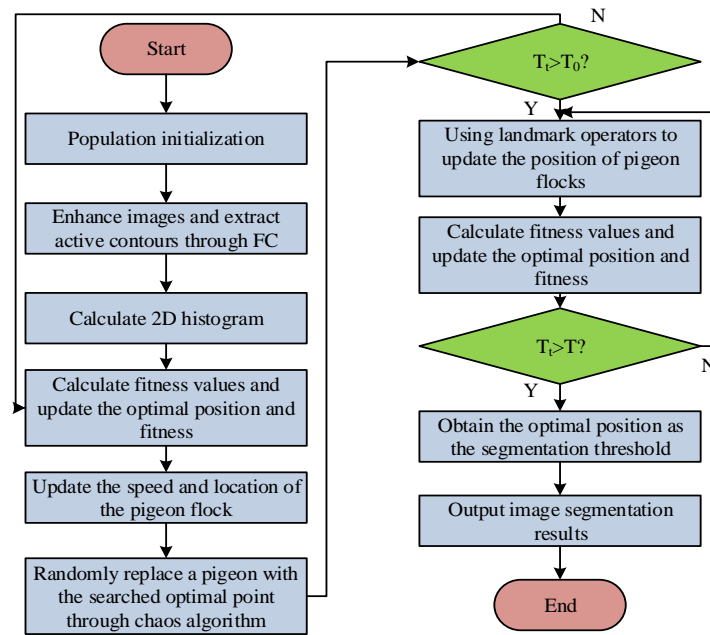 Start
Population initialization
Enhance images and extract
active contours through FC
Calculate 2D histogram
Calculate fitness values and
update the optimal position and
fitness
Update the speed and location of
the pigeon flock
Randomly replace a pigeon with
the searched optimal point
through chaos algorithm
N
Tₜ>T₀?
Y
Using landmark operators to
update the position of pigeon
flocks
Calculate fitness values and
update the optimal position and
fitness
Tₜ>T?
N
Y
Obtain the optimal position as
the segmentation threshold
Output image segmentation
results
End